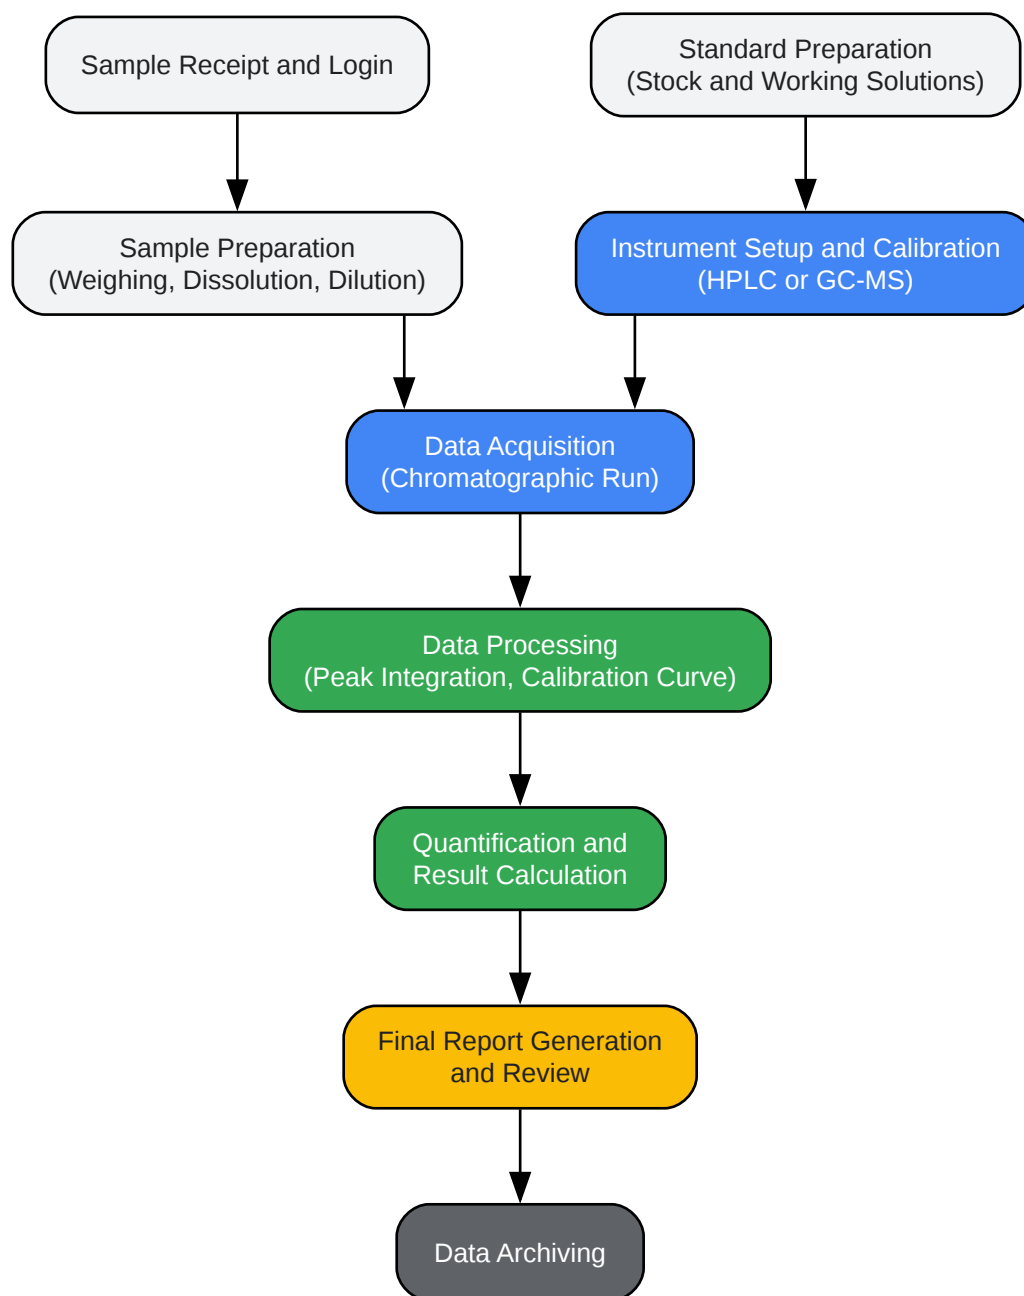 Sample Receipt and Login
Standard Preparation
(Stock and Working Solutions)
Sample Preparation
(Weighing, Dissolution, Dilution)
Instrument Setup and Calibration
(HPLC or GC-MS)
Data Acquisition
(Chromatographic Run)
Data Processing
(Peak Integration, Calibration Curve)
Quantification and
Result Calculation
Final Report Generation
and Review
Data Archiving